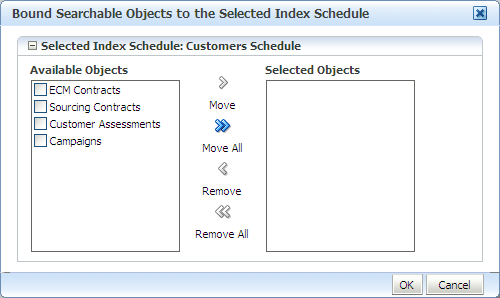 Bound Searchable Objects to the Selected Index Schedule
Selected Index Schedule: Customers Schedule
Available Objects
ECM Contracts
Sourcing Contracts
Customer Assessments
Campaigns
Move
Move All
Remove
Remove All
Selected Objects
OK
Cancel